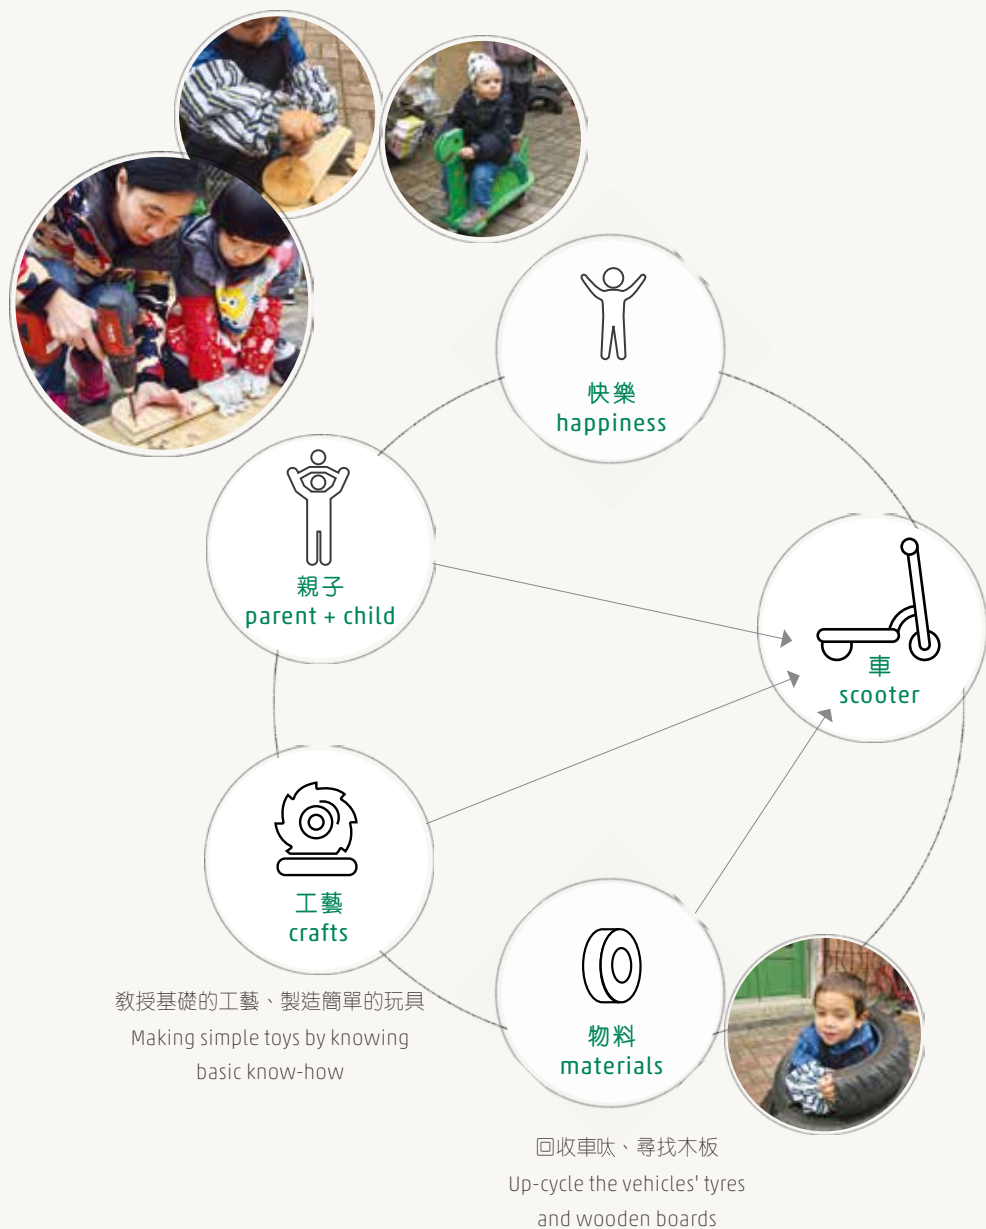 快樂
happiness
親子
parent + child
車
scooter
工藝
crafts
教授基礎的工藝、製造簡單的玩具
Making simple toys by knowing
basic know-how
物料
materials
回收車呔、尋找木板
Up-cycle the vehicles' tyres
and wooden boards